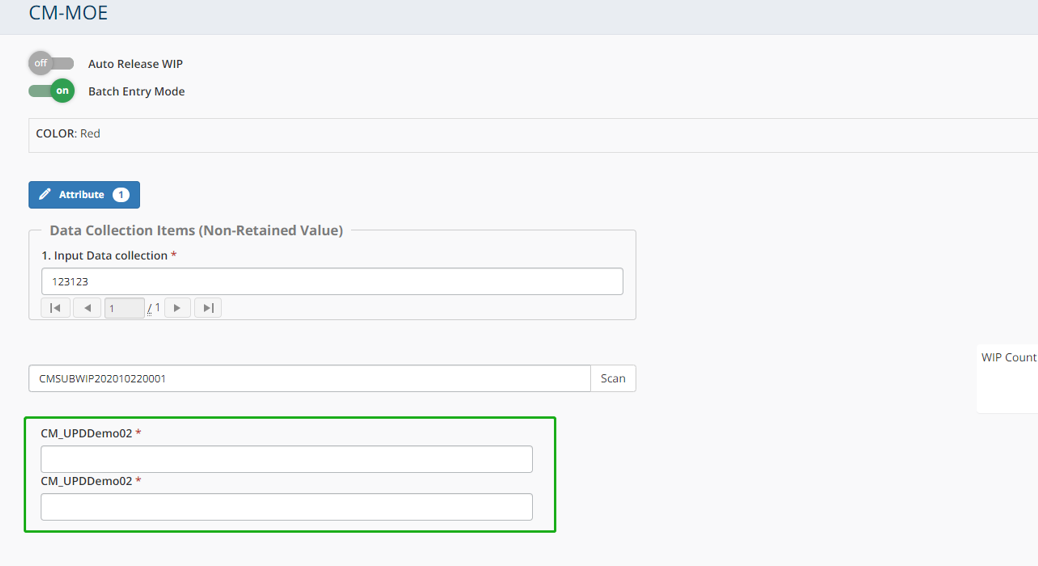 CM-MOE
off Auto Release WIP
on Batch Entry Mode
COLOR: Red
Attribute 1
Data Collection Items (Non-Retained Value)
1. Input Data collection *
123123
1 / 1
CMSUBWIP202010220001 Scan
WIP Count
CM_UPDDemo02 *
CM_UPDDemo02 *